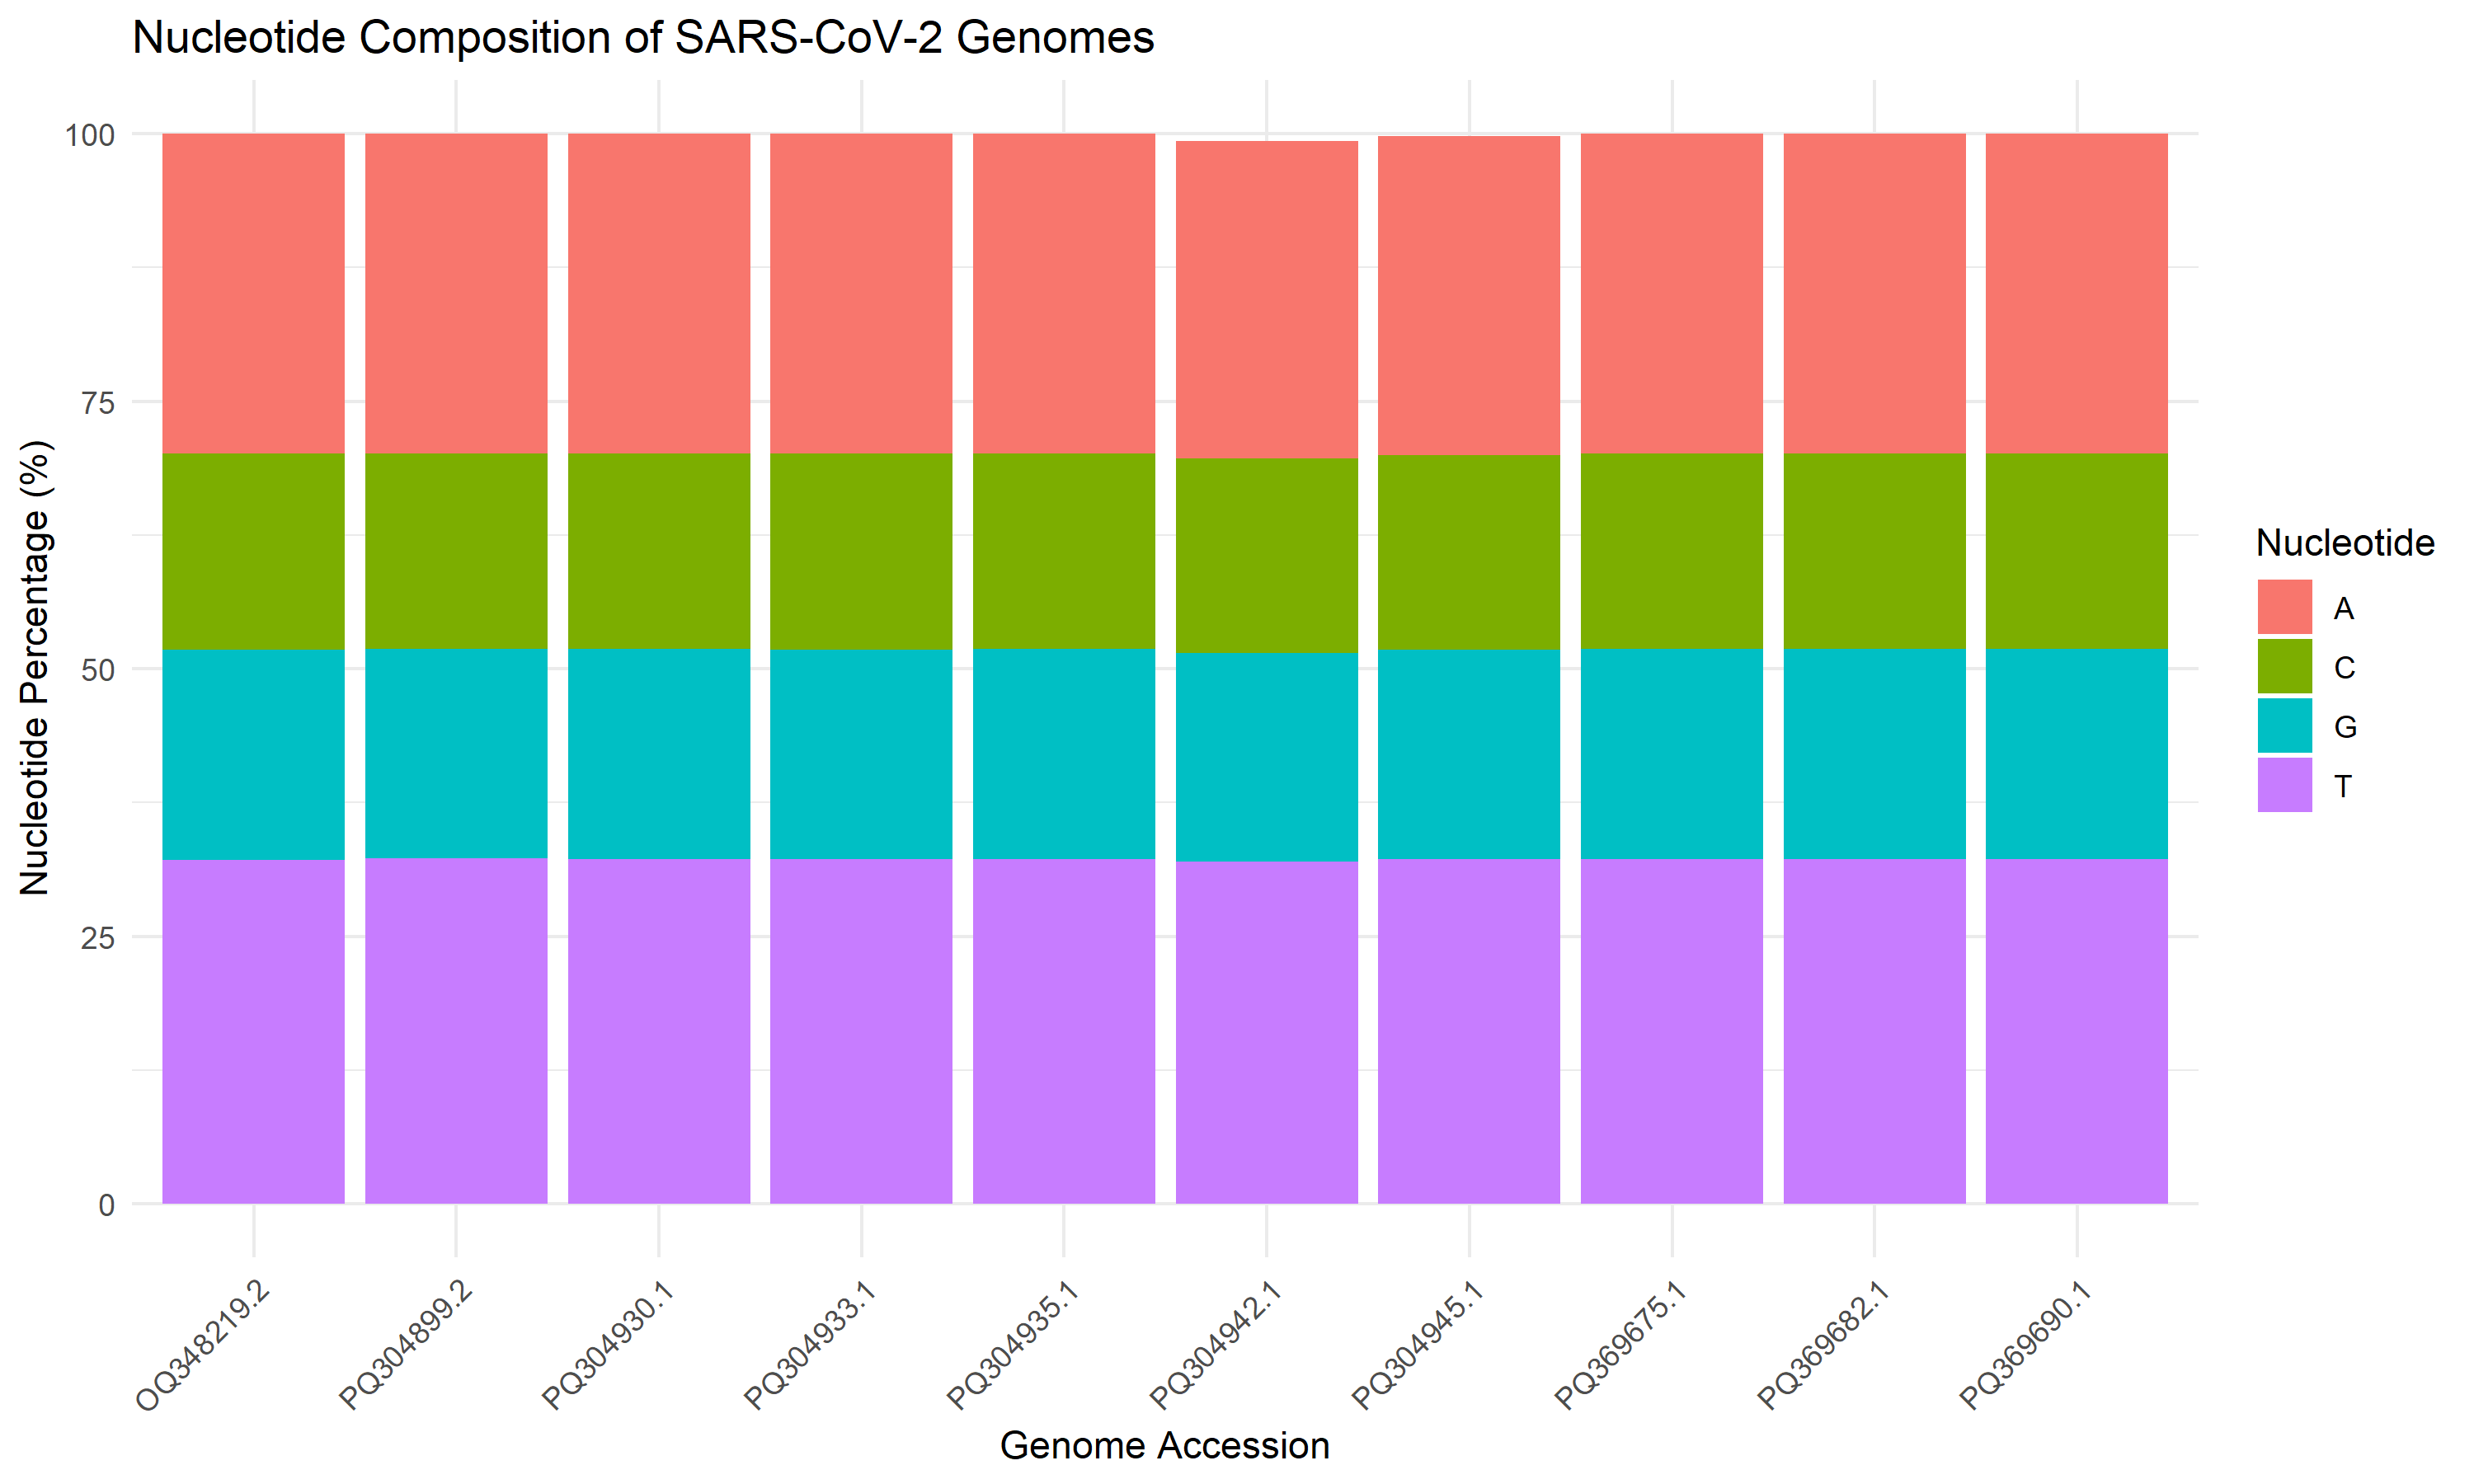 Nucleotide Composition of SARS-CoV-2 Genomes
Nucleotide Percentage (%)
100
75
50
25
0
OQ348219.2
PQ304899.2
PQ304930.1
PQ304933.1
PQ304935.1
PQ304942.1
PQ304945.1
PQ369675.1
PQ369682.1
PQ369690.1
Genome Accession
Nucleotide
A
C
G
T